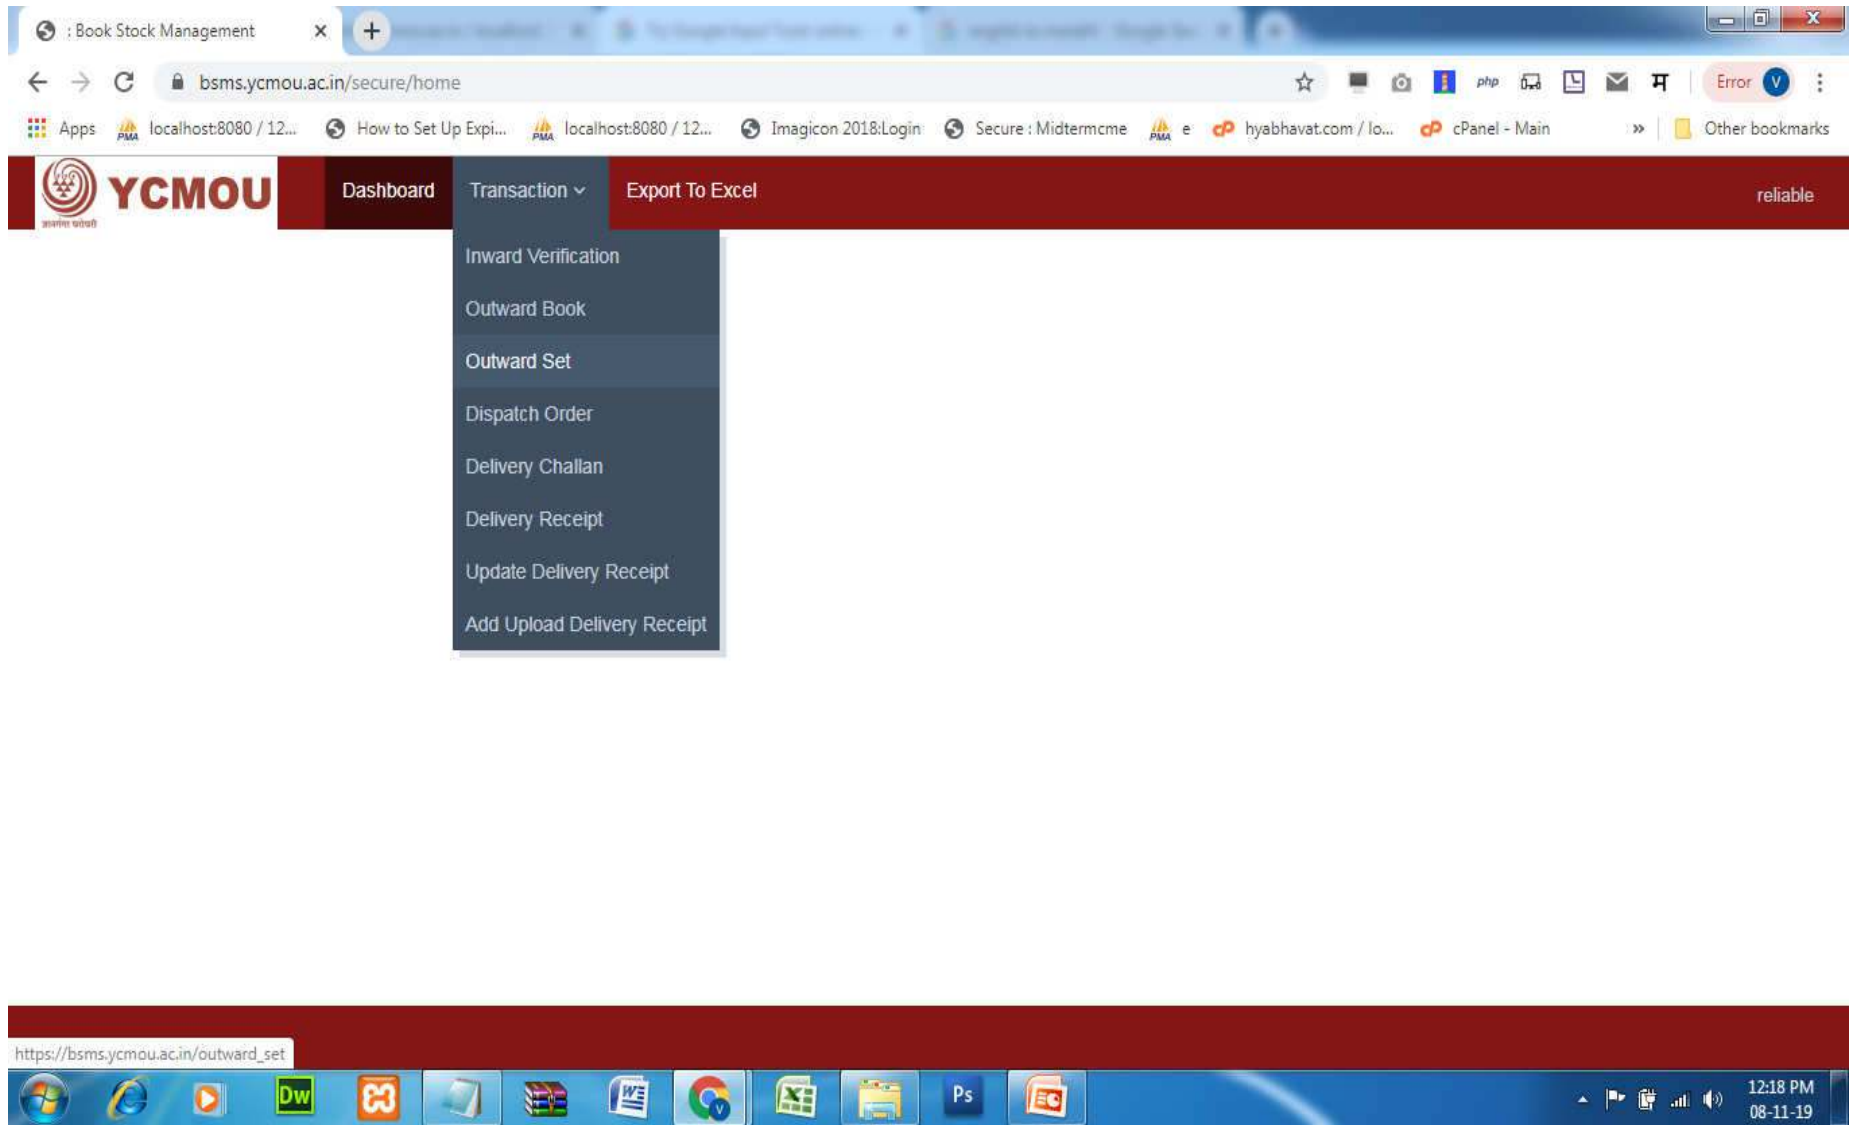 : Book Stock Management
bsms.ycmou.ac.in/secure/home
php
म
Error V
Apps
localhost:8080 / 12...
How to Set Up Expi...
localhost:8080 / 12...
Imagicon 2018:Login
Secure : Midtermcme
e
hyabhavat.com / lo...
cPanel - Main
»
Other bookmarks
YCMOU
Dashboard
Transaction
Export To Excel
reliable
Inward Verification
Outward Book
Outward Set
Dispatch Order
Delivery Challan
Delivery Receipt
Update Delivery Receipt
Add Upload Delivery Receipt
https://bsms.ycmou.ac.in/outward_set
Dw
Ps
12:18 PM
08-11-19